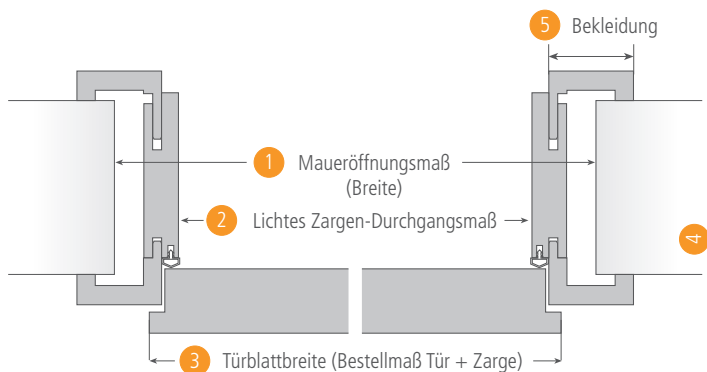 5 Bekleidung
1 Maueröffnungsmaß
(Breite)
2 Lichtes Zargen-Durchgangsmaß
4
3 Türblattbreite (Bestellmaß Tür + Zarge)